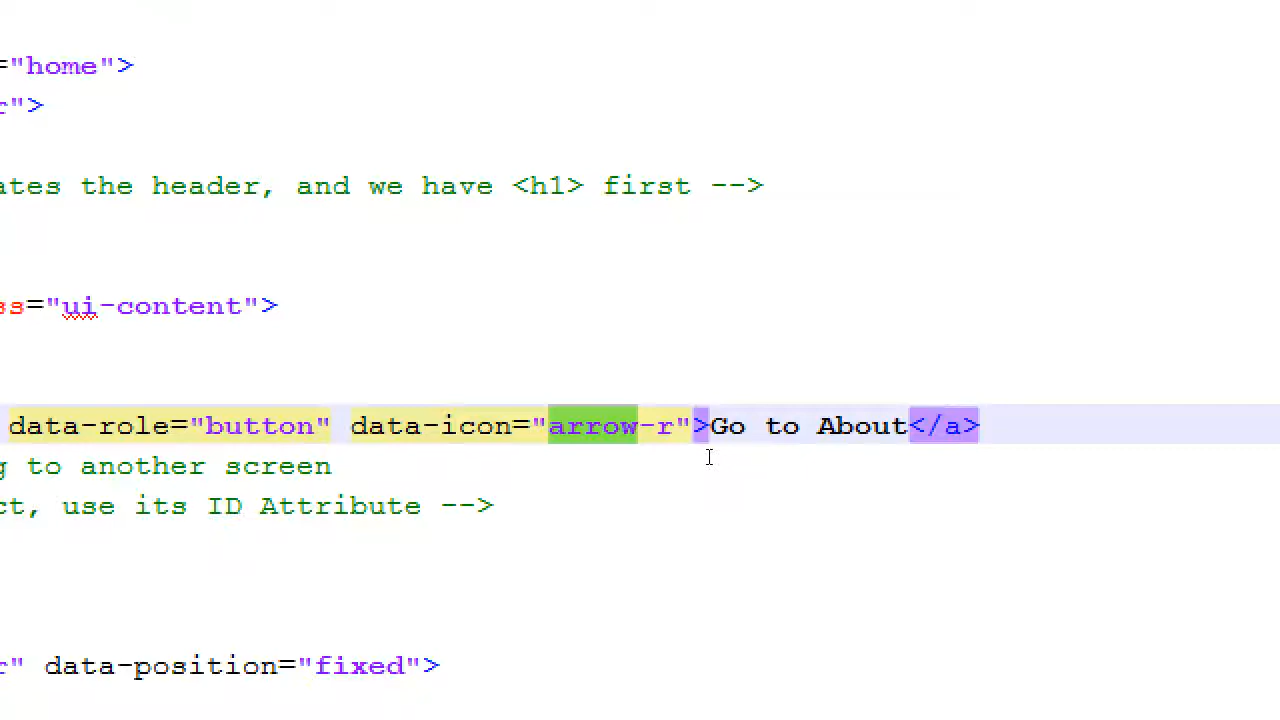 ="home">
r">
ates the header, and we have <h1> first -->
ss="ui-content">
data-role="button" data-icon="arrow-r">Go to About</a>
g to another screen
ct, use its ID Attribute -->
r" data-position="fixed">